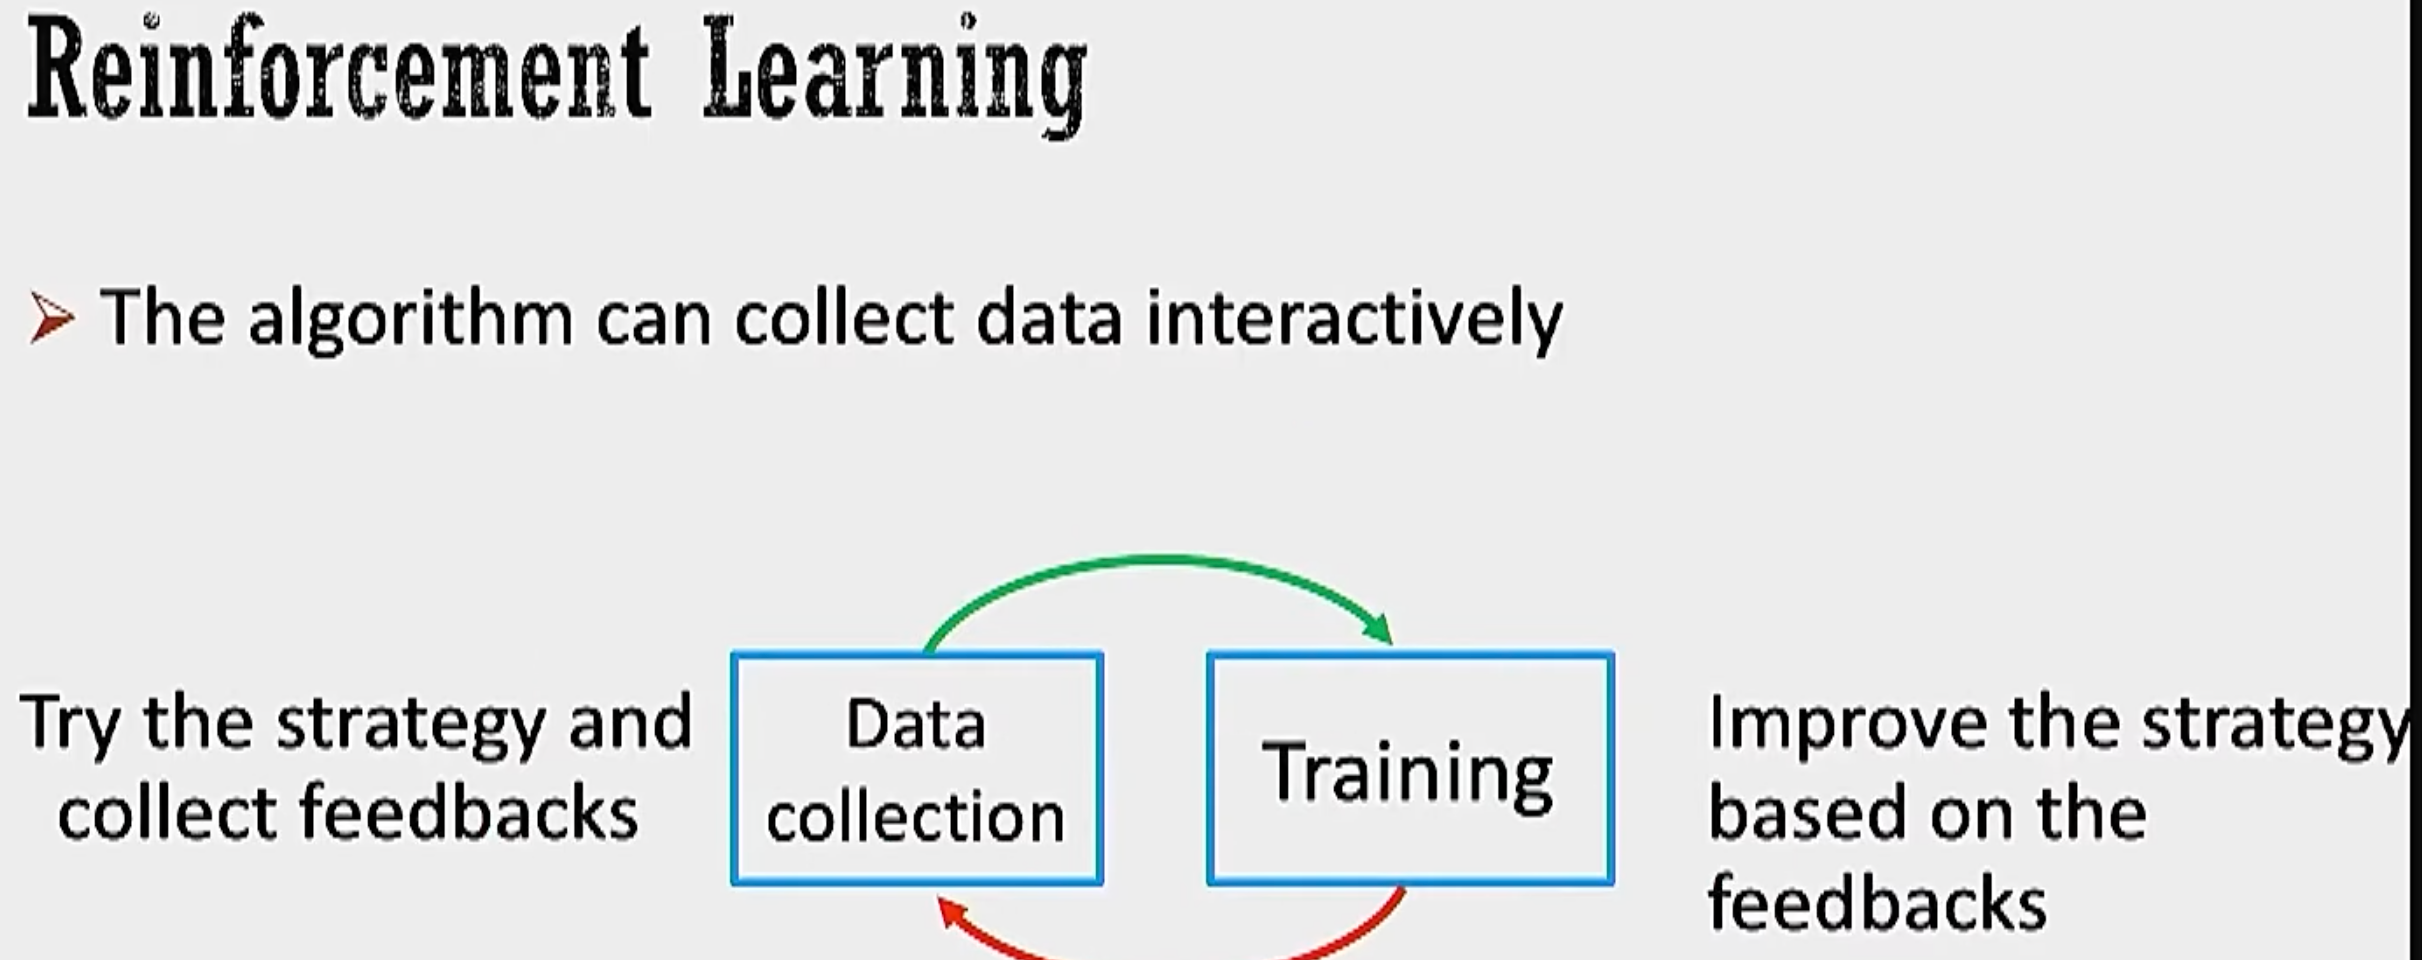 Reinforcement Learning
The algorithm can collect data interactively
Try the strategy and
collect feedbacks
Data
collection
Training
Improve the strategy
based on the
feedbacks